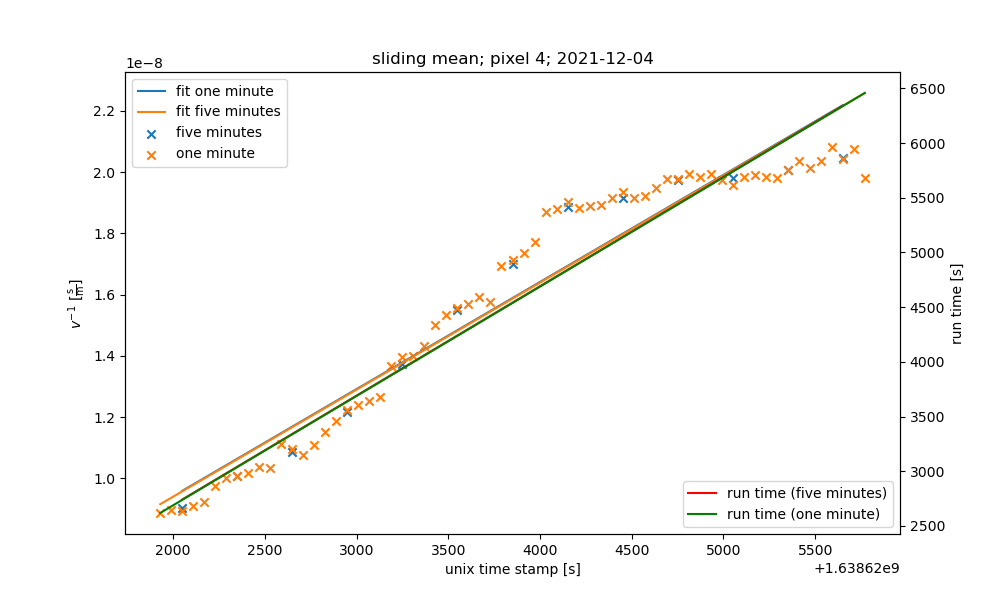 sliding mean; pixel 4; 2021-12-04
1e−8
fit one minute
fit five minutes
five minutes
one minute
2.2
2.0
1.8
1.6
1.4
1.2
1.0
v⁻¹ [s/m]
6500
6000
5500
5000
4500
4000
3500
3000
2500
run time [s]
run time (five minutes)
run time (one minute)
2000 2500 3000 3500 4000 4500 5000 5500
unix time stamp [s]
+1.63862e9